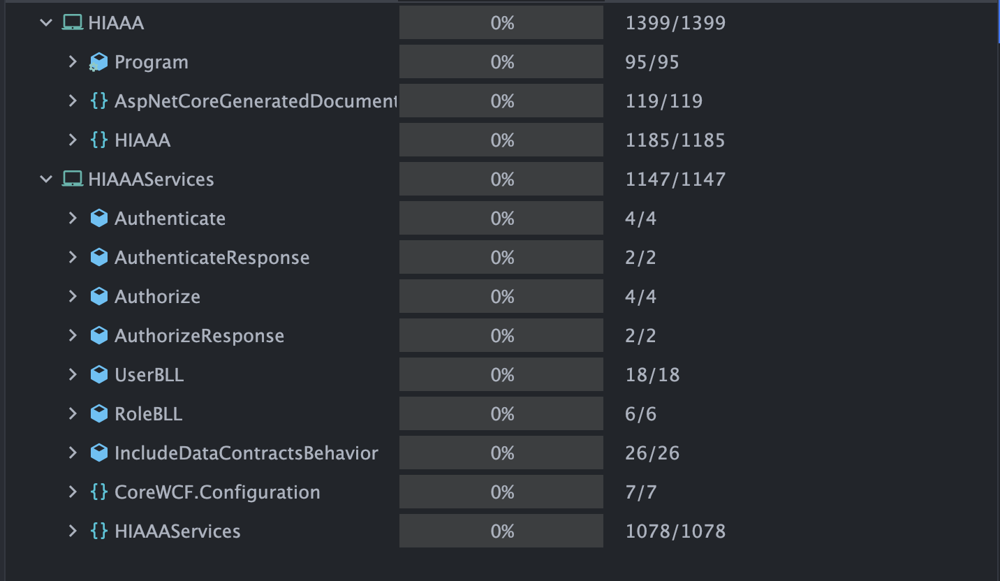 HIAAA 0% 1399/1399
Program 0% 95/95
AspNetCoreGeneratedDocument 0% 119/119
{} HIAAA 0% 1185/1185
HIAAAServices 0% 1147/1147
Authenticate 0% 4/4
AuthenticateResponse 0% 2/2
Authorize 0% 4/4
AuthorizeResponse 0% 2/2
UserBLL 0% 18/18
RoleBLL 0% 6/6
IncludeDataContractsBehavior 0% 26/26
{} CoreWCF.Configuration 0% 7/7
{} HIAAAServices 0% 1078/1078